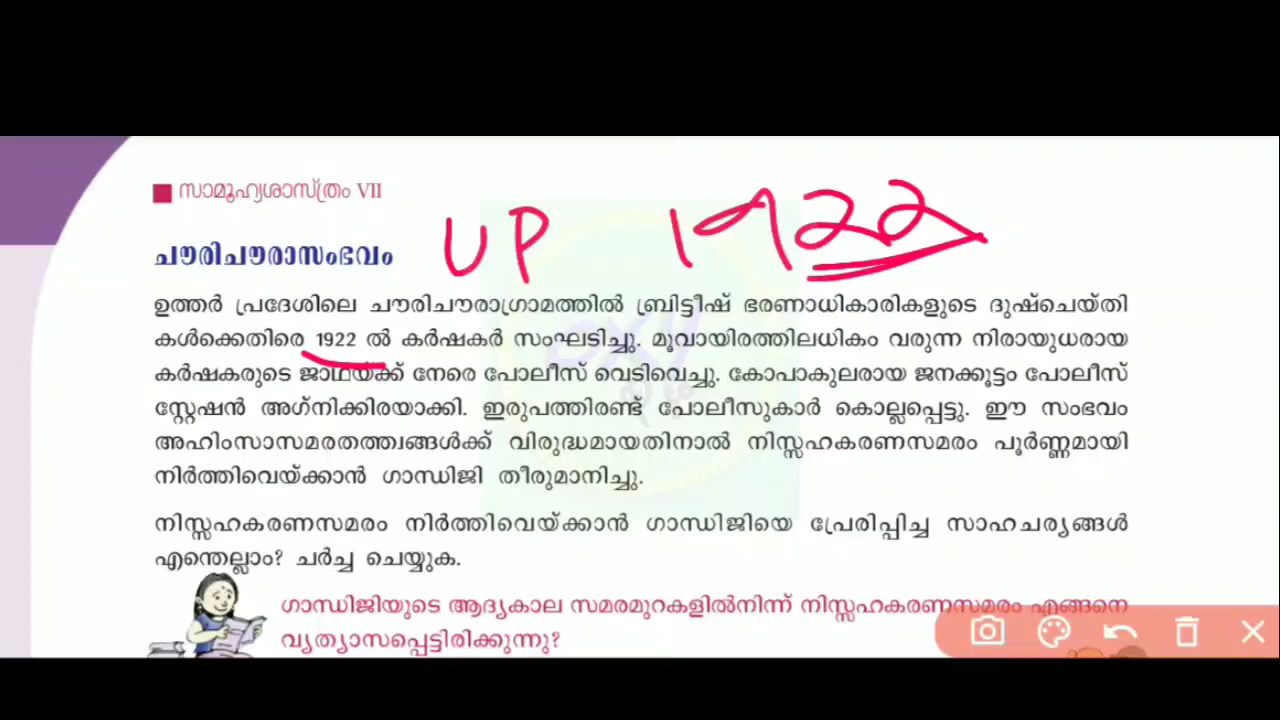 സാമൂഹ്യശാസ്ത്രം VII
UP 1922
ചൗരിചൗരാസംഭവം
ഉത്തർ പ്രദേശിലെ ചൗരിചൗരാഗ്രാമത്തിൽ ബ്രിട്ടീഷ് ഭരണാധികാരികളുടെ ദുഷ്ചെയ്തി
കൾക്കെതിരെ 1922 ൽ കർഷകർ സംഘടിച്ചു. മൂവായിരത്തിലധികം വരുന്ന നിരായുധരായ
കർഷകരുടെ ജാഥയ്ക്ക് നേരെ പോലീസ് വെടിവെച്ചു. കോപാകുലരായ ജനക്കൂട്ടം പോലീസ്
സ്റ്റേഷൻ അഗ്നിക്കിരയാക്കി. ഇരുപത്തിരണ്ട് പോലീസുകാർ കൊല്ലപ്പെട്ടു. ഈ സംഭവം
അഹിംസാസമരതത്ത്വങ്ങൾക്ക് വിരുദ്ധമായതിനാൽ നിസ്സഹകരണസമരം പൂർണ്ണമായി
നിർത്തിവെയ്ക്കാൻ ഗാന്ധിജി തീരുമാനിച്ചു.
നിസ്സഹകരണസമരം നിർത്തിവെയ്ക്കാൻ ഗാന്ധിജിയെ പ്രേരിപ്പിച്ച സാഹചര്യങ്ങൾ
എന്തെല്ലാം? ചർച്ച ചെയ്യുക.
ഗാന്ധിജിയുടെ ആദ്യകാല സമരമുറകളിൽനിന്ന് നിസ്സഹകരണസമരം എങ്ങനെ
വ്യത്യാസപ്പെട്ടിരിക്കുന്നു?